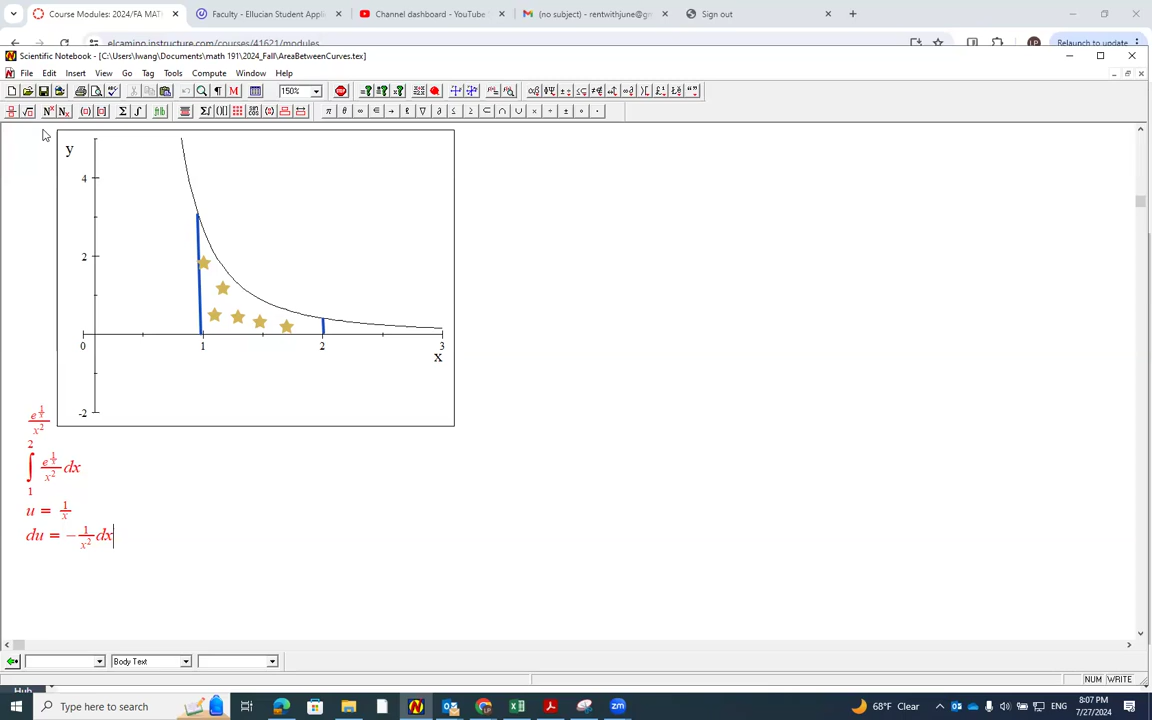 Course Modules: 2024/FA MAT
Faculty - Ellucian Student Appli
Channel dashboard - YouTube
(no subject) - rentwithjune@gm
Sign out
elcamino.instructure.com/courses/41621/modules
Relaunch to update
Scientific Notebook - [C:\Users\lwang\Documents\math 191\2024_Fall\AreaBetweenCurves.tex]
File Edit Insert View Go Tag Tools Compute Window Help
150%
y
4
2
0 1 2 3
x
-2
e^{1/x}/x^2
∫_1^2 e^{1/x}/x^2 dx
u = 1/x
du = -1/x^2 dx
Body Text
NUM WRITE
Hub
Type here to search
68°F Clear
ENG
8:07 PM
7/27/2024